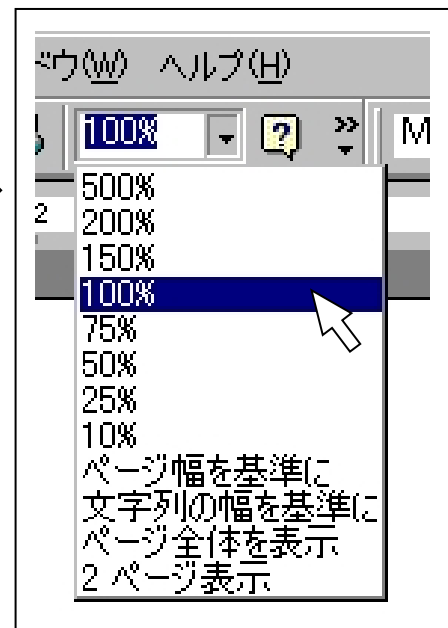 ドウ(W) ヘルプ(H)
100% ? M
2
500%
200%
150%
100%
75%
50%
25%
10%
ページ幅を基準に
文字列の幅を基準に
ページ全体を表示
2 ページ表示